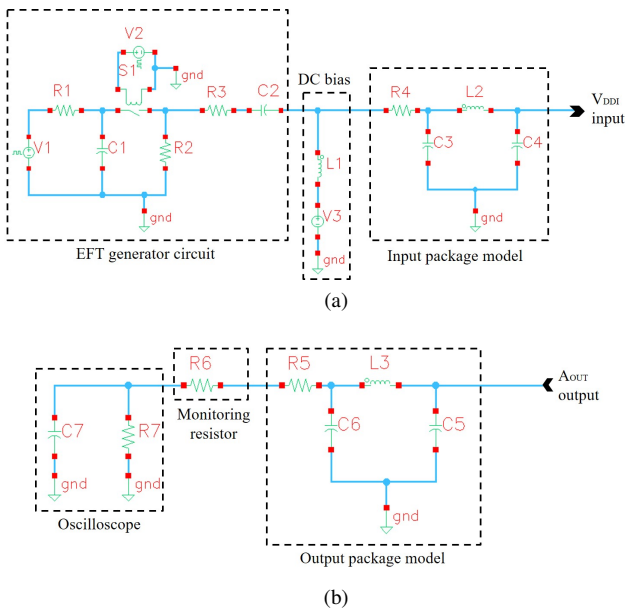 V2
S1
gnd
R1
R3
C2
DC bias
R4
L2
V_DDI
input
V1
C1
R2
L1
C3
C4
V3
gnd
gnd
gnd
EFT generator circuit
Input package model
(a)
R6
R5
L3
A_OUT
output
Monitoring
resistor
C7
R7
C6
C5
gnd
gnd
gnd
Oscilloscope
Output package model
(b)